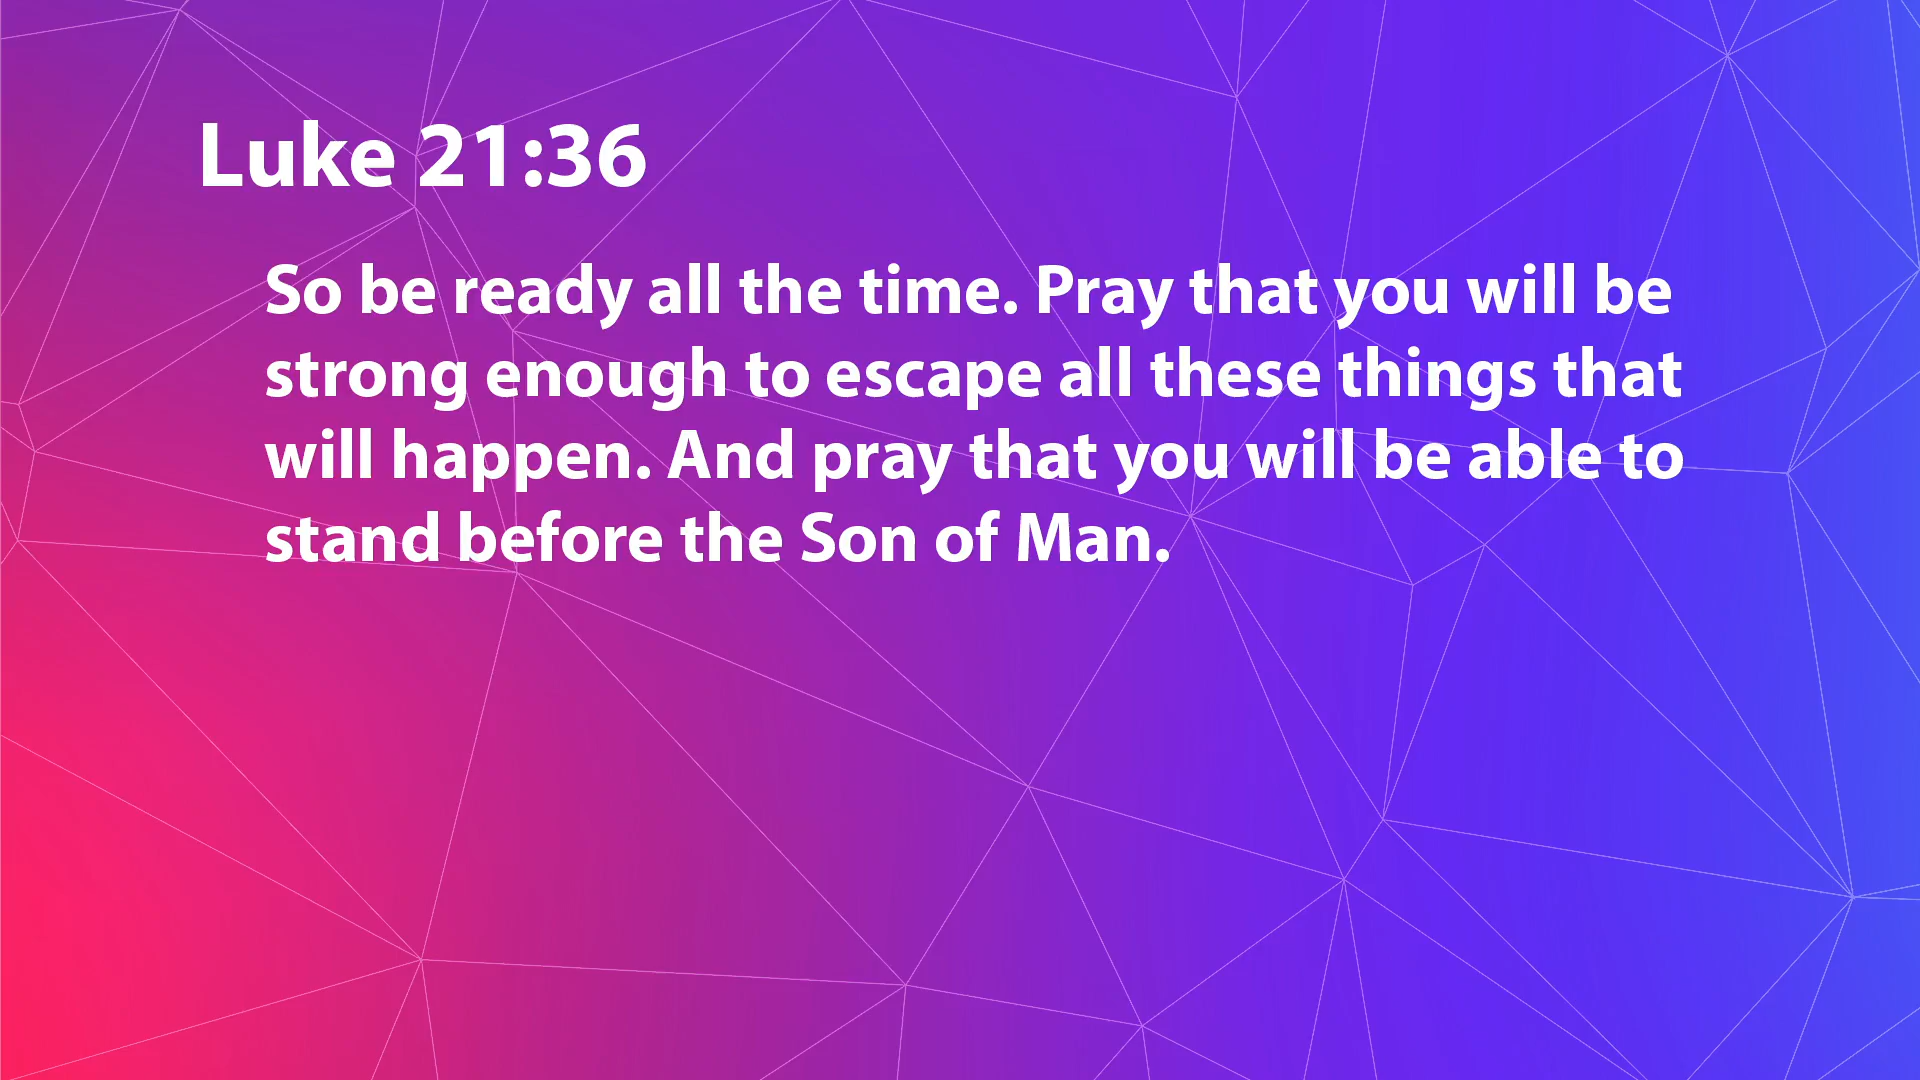 Luke 21:36
So be ready all the time. Pray that you will be
strong enough to escape all these things that
will happen. And pray that you will be able to
stand before the Son of Man.